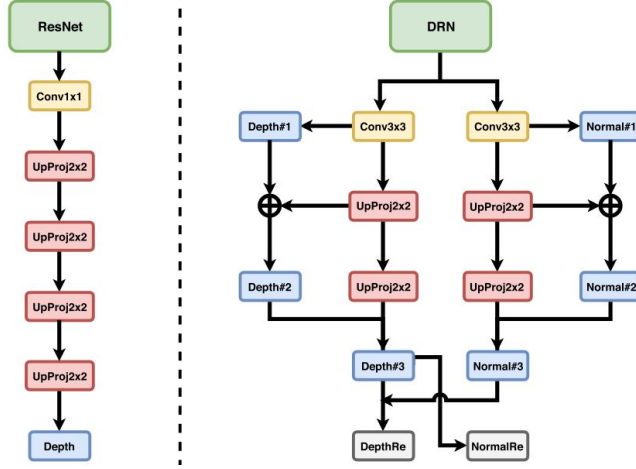 ResNet
Conv1x1
UpProj2x2
UpProj2x2
UpProj2x2
UpProj2x2
Depth
DRN
Depth#1
Conv3x3
Conv3x3
Normal#1
UpProj2x2
UpProj2x2
Depth#2
UpProj2x2
UpProj2x2
Normal#2
Depth#3
Normal#3
DepthRe
NormalRe